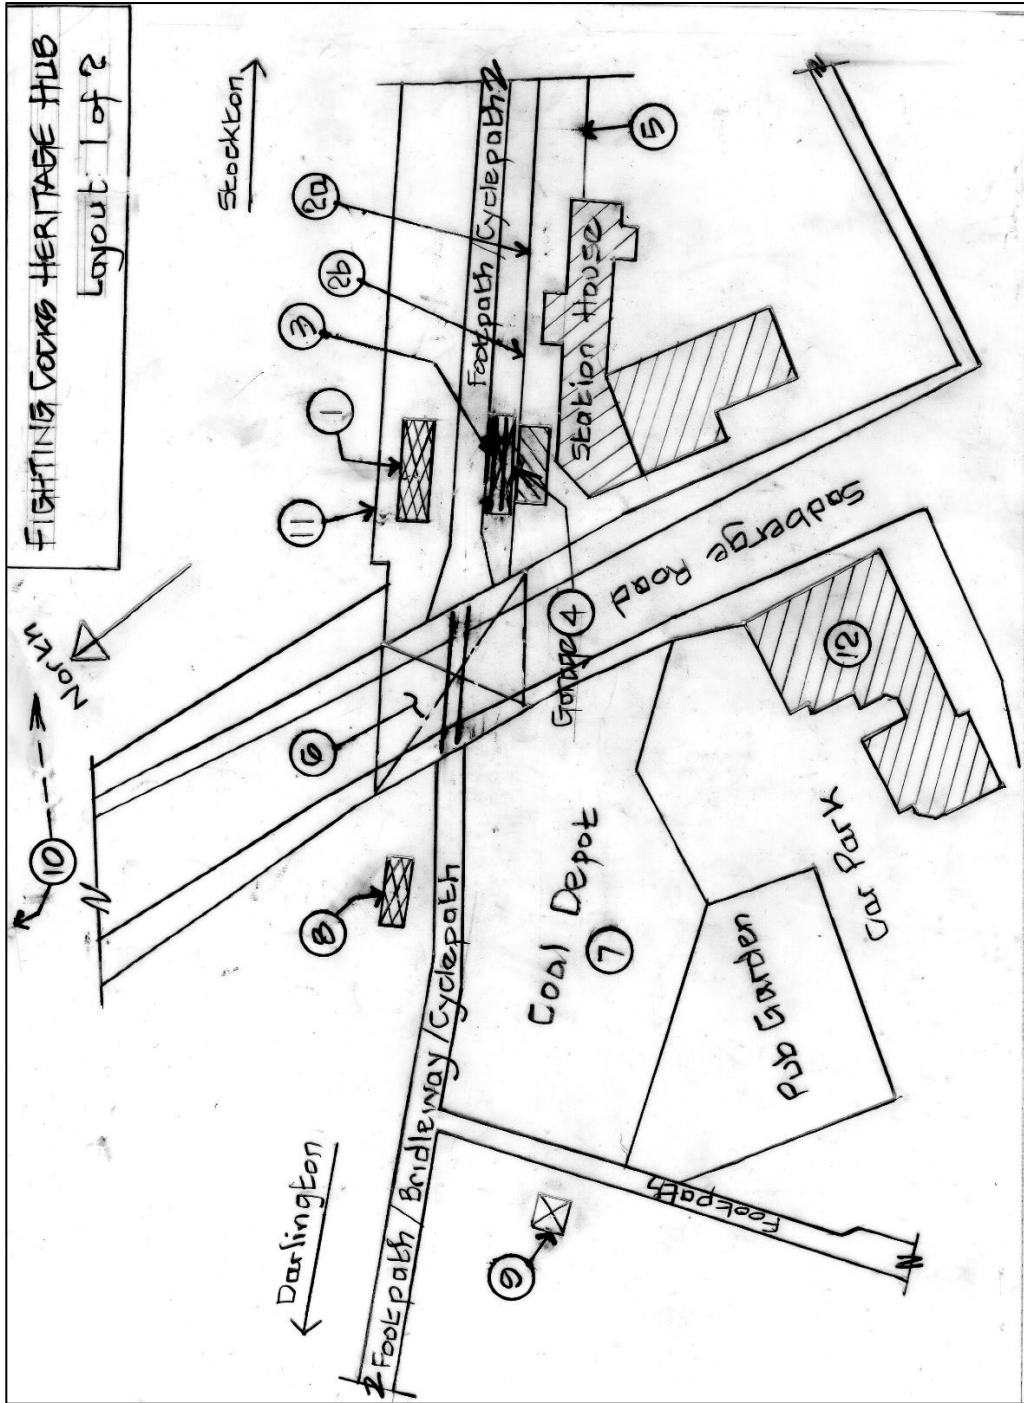 FIGHTING COCKS HERITAGE HUB
Layout 1 of 2
Stockton
North
Darlington
10
11
1
3
2b
2a
5
8
6
Footpath / Cyclepath
Station House
4
Garage
Sadberge Road
Footpath / Bridleway / Cyclepath
Coal Depot
7
12
Car Park
Pub Garden
9
Footpath